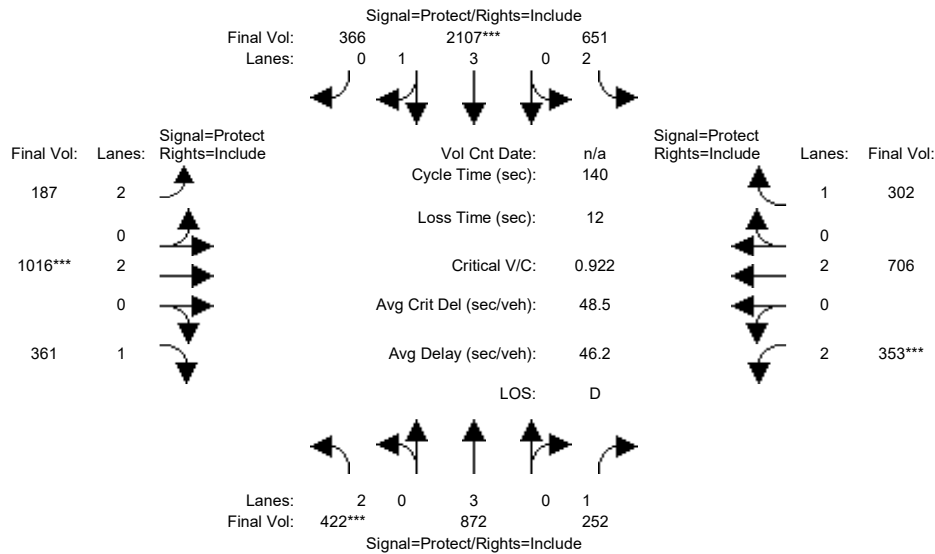 Signal=Protect/Rights=Include
Final Vol: 366 2107*** 651
Lanes: 0 1 3 0 2
Signal=Protect
Final Vol: Lanes: Rights=Include
Vol Cnt Date: n/a
Signal=Protect
Rights=Include Lanes: Final Vol:
Cycle Time (sec): 140
187 2
1 302
Loss Time (sec): 12
0
0
1016*** 2
Critical V/C: 0.922
2 706
0
Avg Crit Del (sec/veh): 48.5
0
361 1
Avg Delay (sec/veh): 46.2
2 353***
LOS: D
Lanes: 2 0 3 0 1
Final Vol: 422*** 872 252
Signal=Protect/Rights=Include